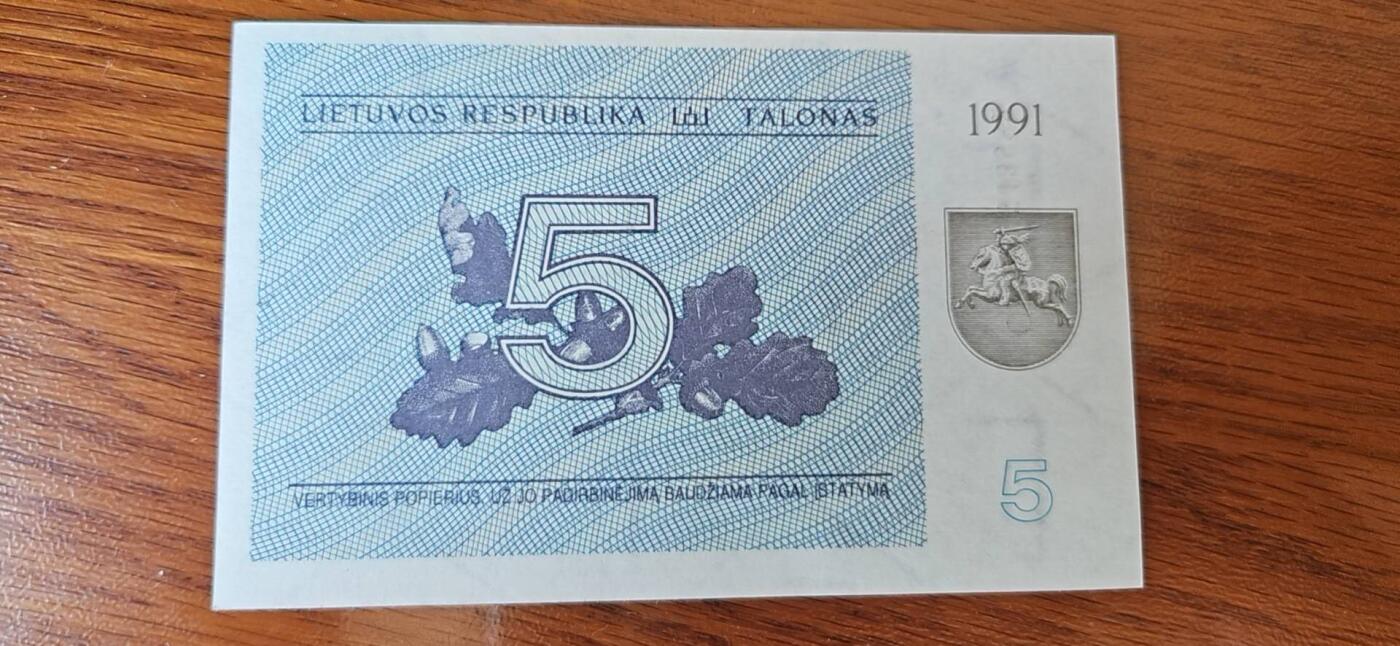 LIETUVOS RESPUBLIKA TALONAS
1991
5
VERTYBINIS POPIERIUS. UŽ JO PADIRBINĖJIMĄ BAUDŽIAMA PAGAL ĮSTATYMĄ
5